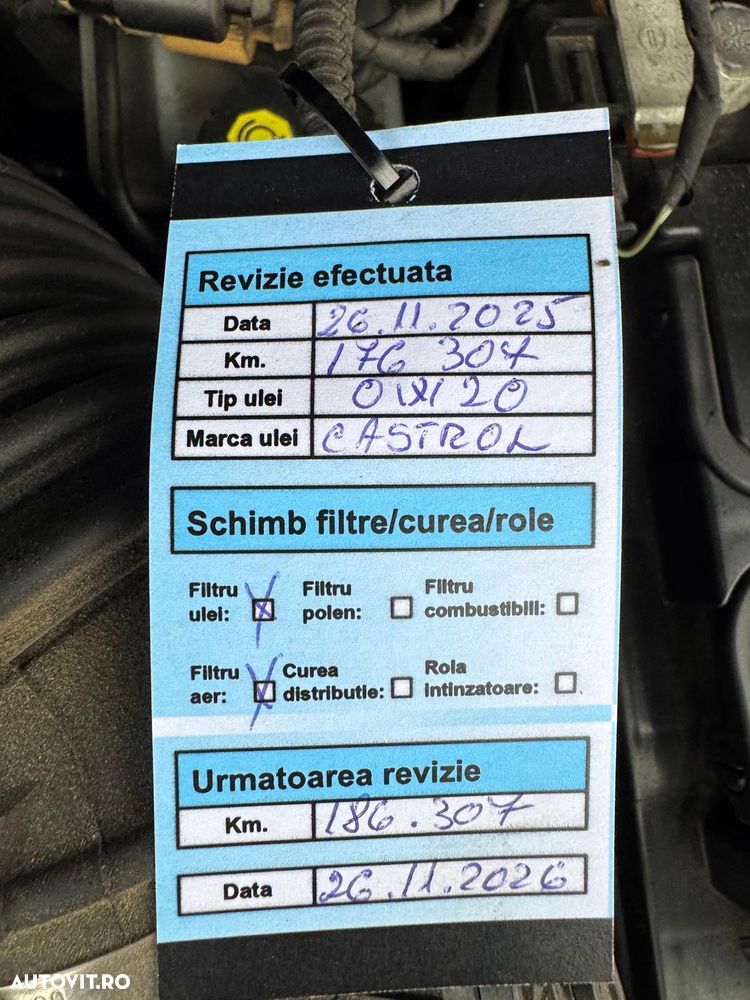 Revizie efectuata
Data 26.11.2025
Km. 176 307
Tip ulei 0W20
Marca ulei CASTROL
Schimb filtre/curea/role
Filtru ulei: Filtru polen: Filtru combustibil:
Filtru aer: Curea distributie: Rola intinzatoare:
Urmatoarea revizie
Km. 186.307
Data 26.11.2026
AUTOVIT.RO